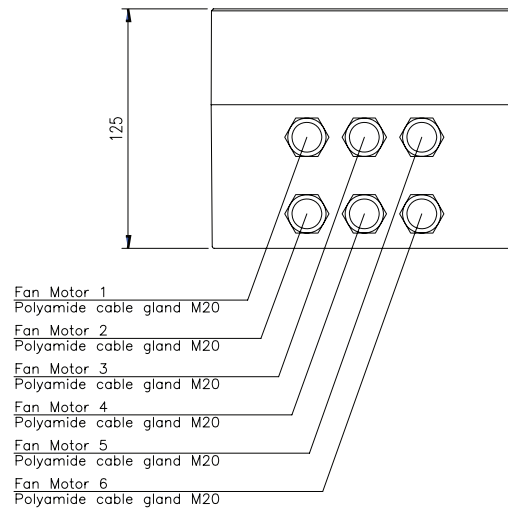 125
Fan Motor 1
Polyamide cable gland M20
Fan Motor 2
Polyamide cable gland M20
Fan Motor 3
Polyamide cable gland M20
Fan Motor 4
Polyamide cable gland M20
Fan Motor 5
Polyamide cable gland M20
Fan Motor 6
Polyamide cable gland M20